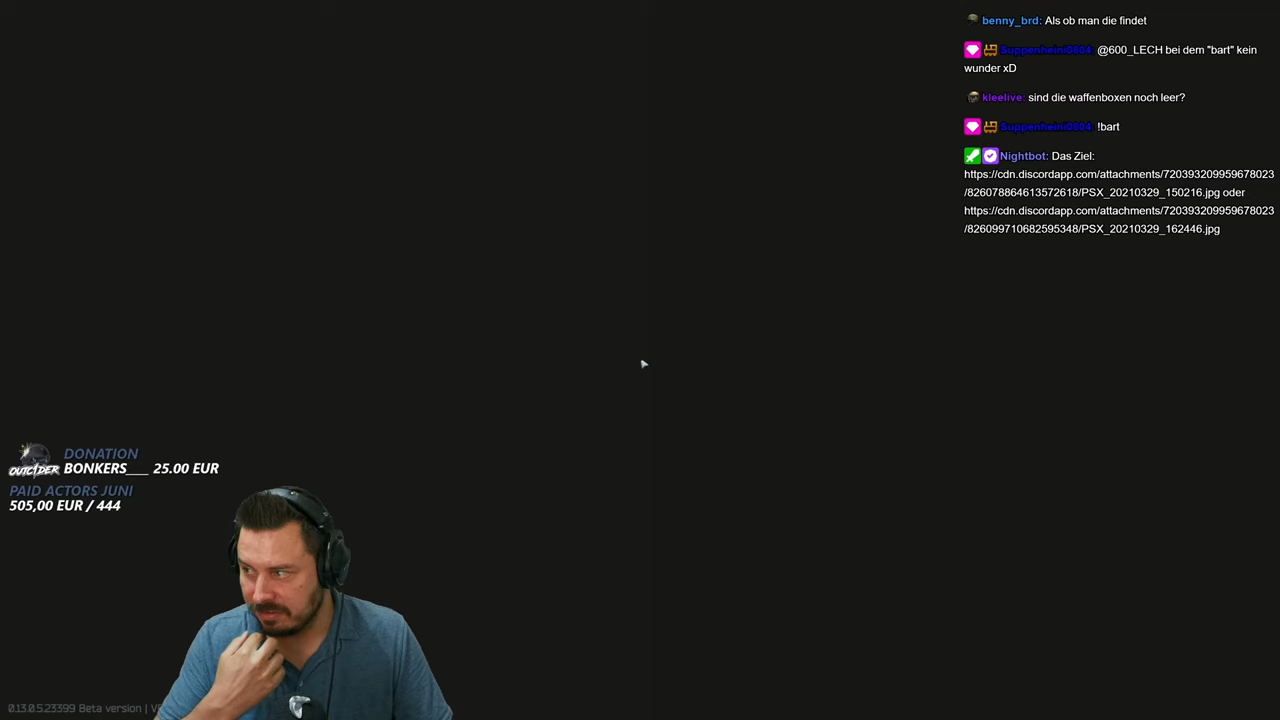 benny_brd: Als ob man die findet
Suppenheini0804: @600_LECH bei dem "bart" kein
wunder xD
kleelive: sind die waffenboxen noch leer?
Suppenheini0804: !bart
Nightbot: Das Ziel:
https://cdn.discordapp.com/attachments/720393209959678023
/826078864613572618/PSX_20210329_150216.jpg oder
https://cdn.discordapp.com/attachments/720393209959678023
/826099710682595348/PSX_20210329_162446.jpg
OUTC1DER
DONATION
BONKERS___ 25.00 EUR
PAID ACTORS JUNI
505,00 EUR / 444
0.13.0.5.23399 Beta version |